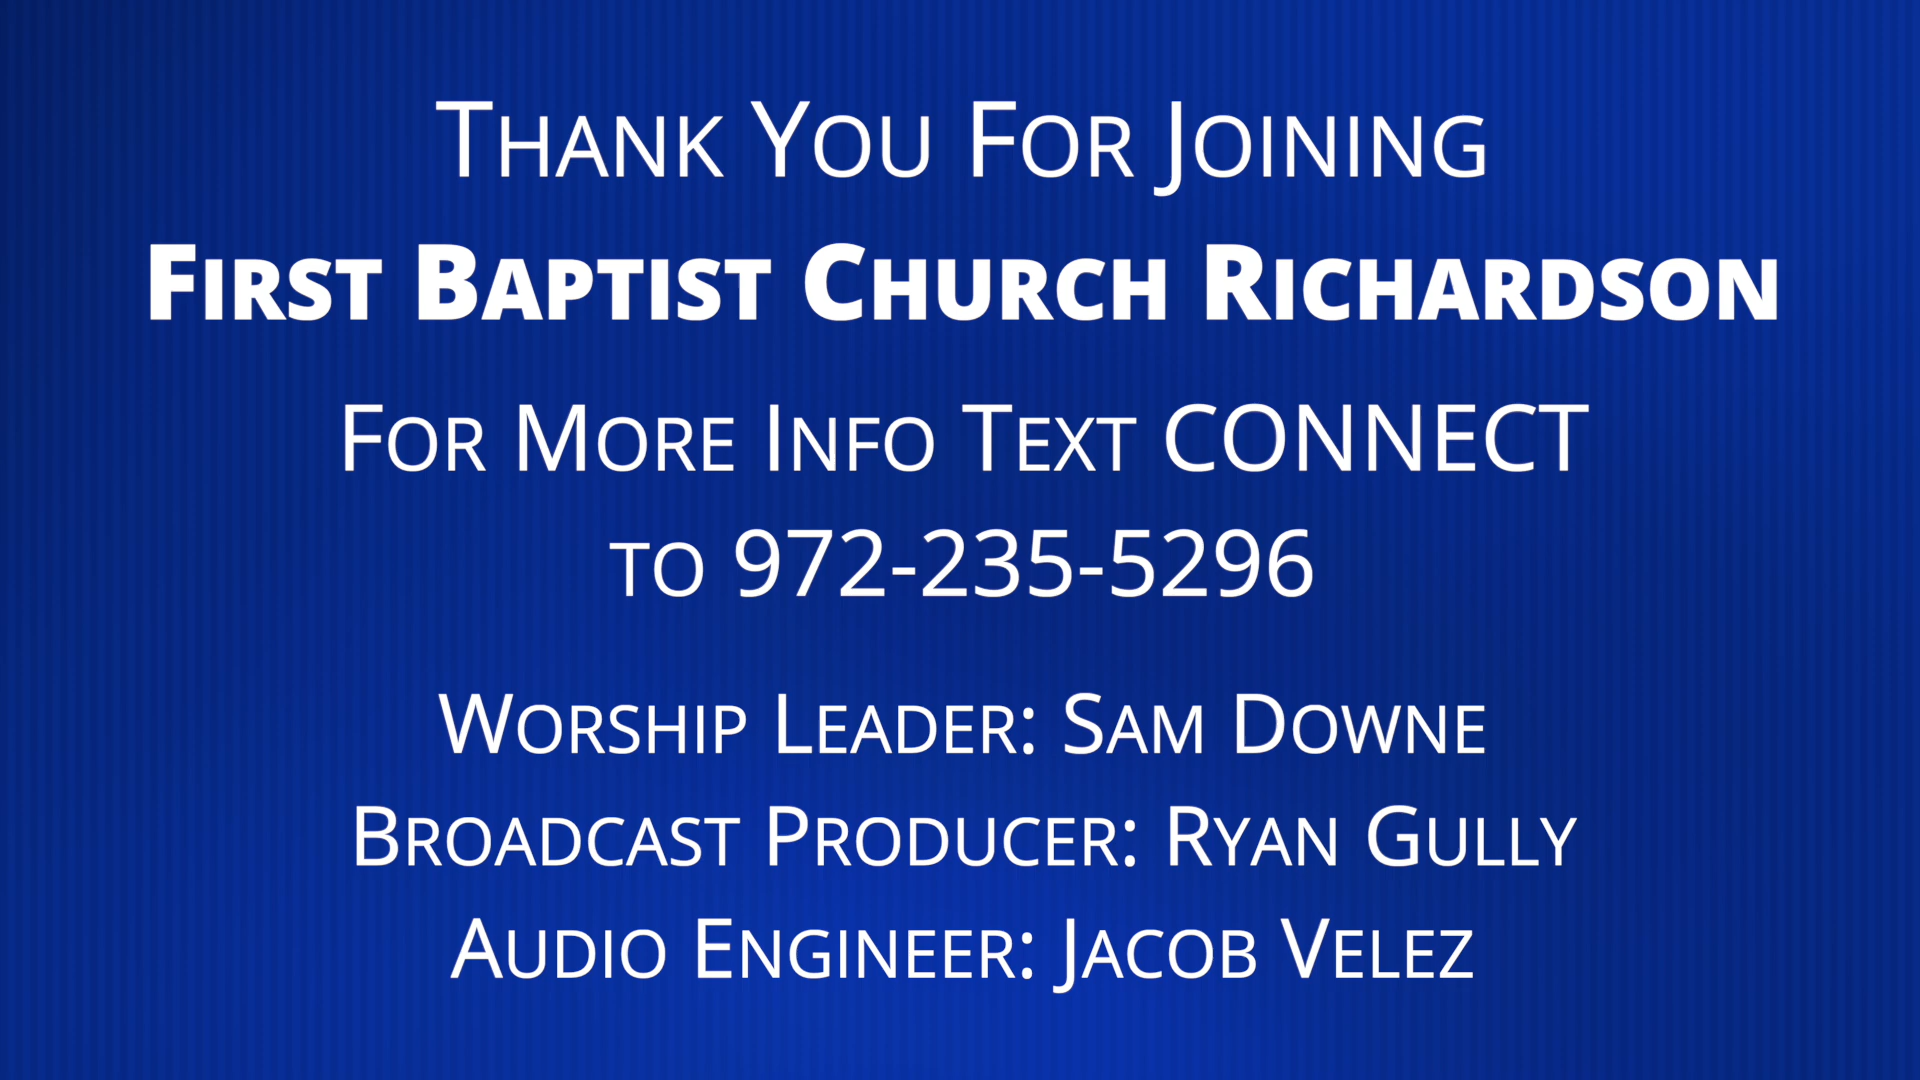 Thank You For Joining
First Baptist Church Richardson
For More Info Text CONNECT
to 972-235-5296
Worship Leader: Sam Downe
Broadcast Producer: Ryan Gully
Audio Engineer: Jacob Velez